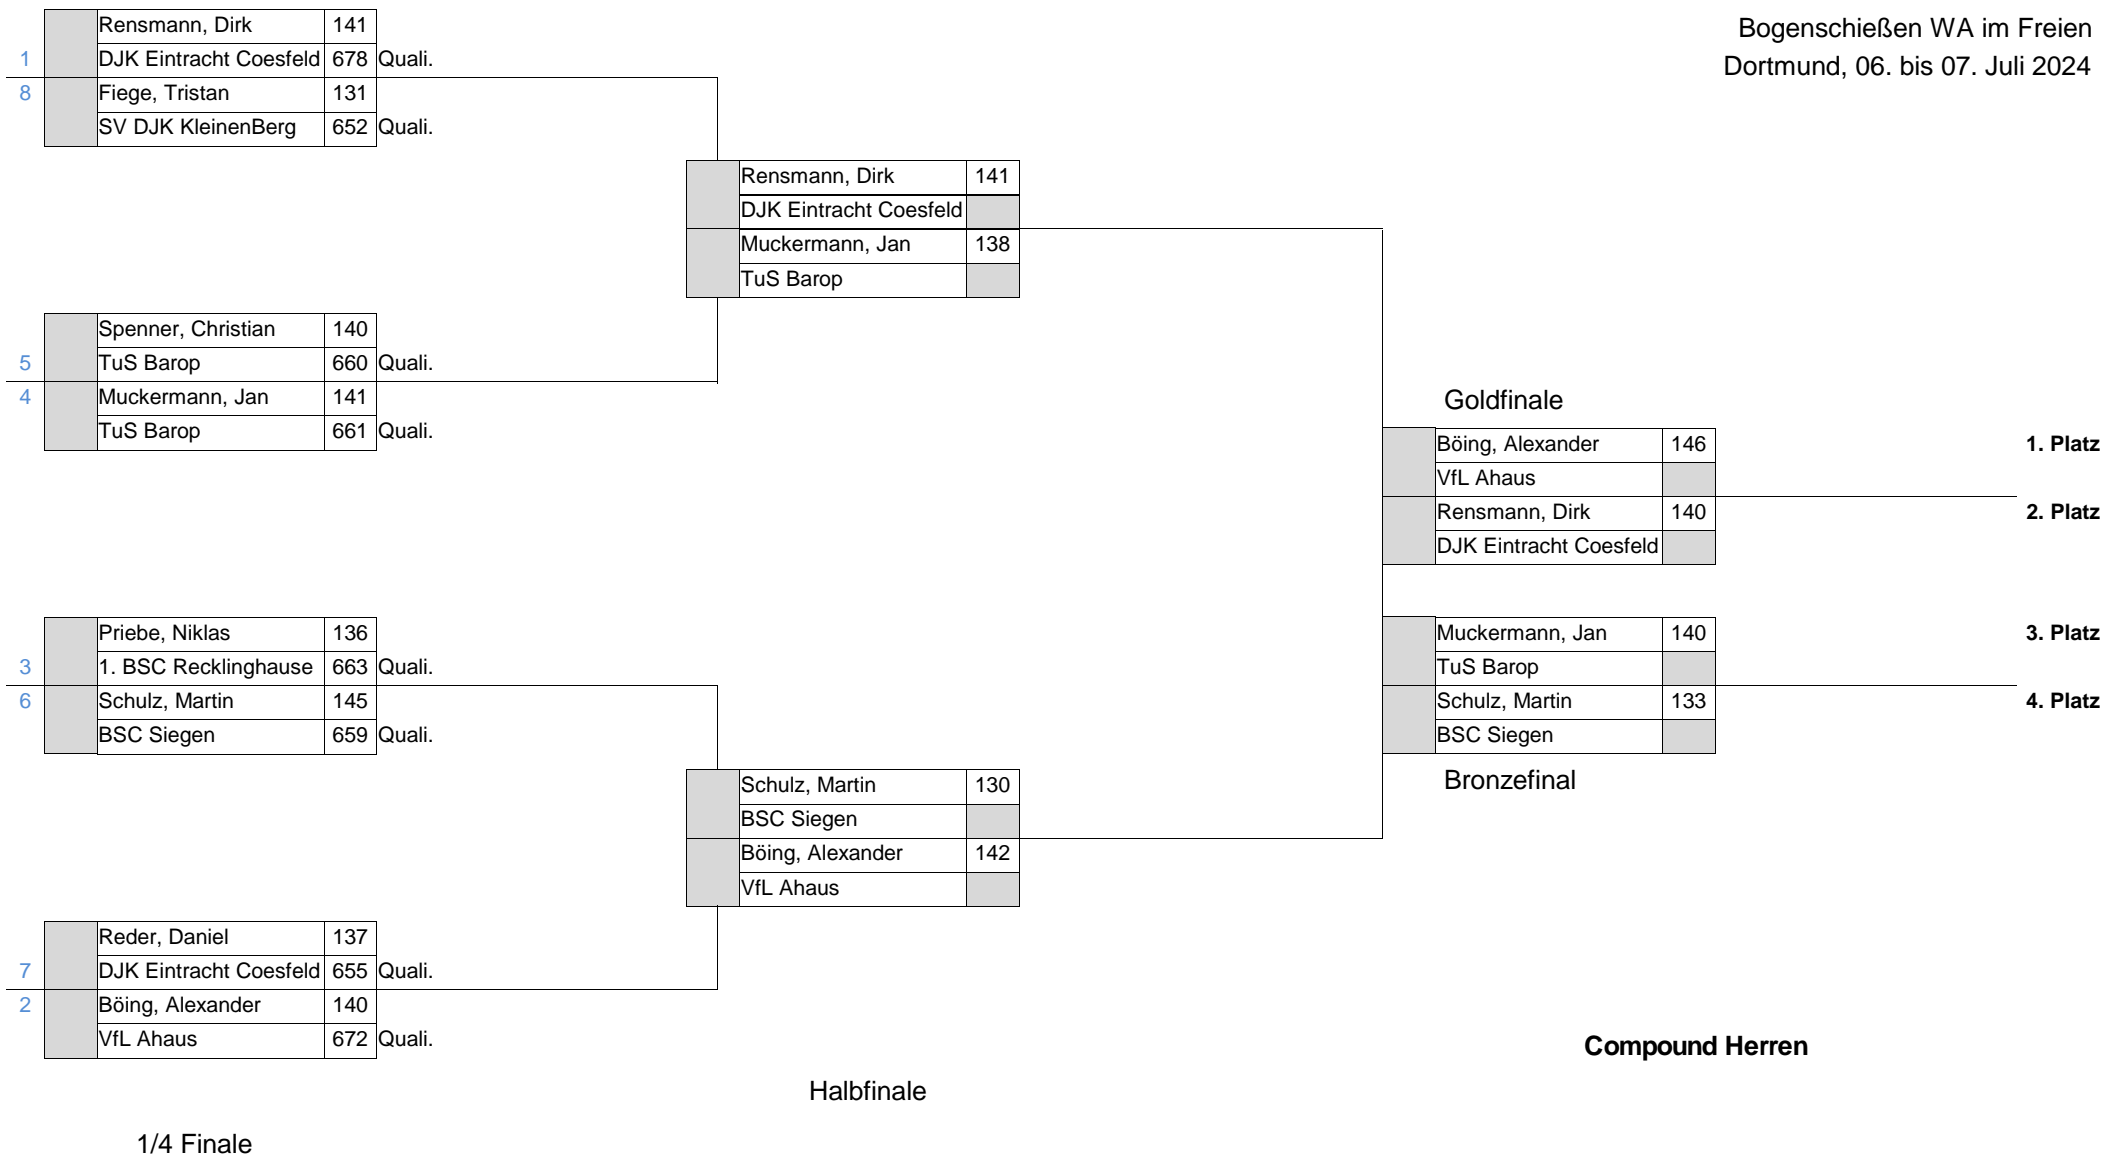 Bogenschießen WA im Freien
Dortmund, 06. bis 07. Juli 2024
Rensmann, Dirk 141
1 DJK Eintracht Coesfeld 678 Quali.
8 Fiege, Tristan 131
SV DJK KleinenBerg 652 Quali.
Rensmann, Dirk 141
DJK Eintracht Coesfeld
Muckermann, Jan 138
TuS Barop
Spenner, Christian 140
5 TuS Barop 660 Quali.
4 Muckermann, Jan 141
TuS Barop 661 Quali.
Goldfinale
Böing, Alexander 146 1. Platz
VfL Ahaus
Rensmann, Dirk 140 2. Platz
DJK Eintracht Coesfeld
Priebe, Niklas 136
3 1. BSC Recklinghause 663 Quali.
6 Schulz, Martin 145
BSC Siegen 659 Quali.
Muckermann, Jan 140 3. Platz
TuS Barop
Schulz, Martin 133 4. Platz
BSC Siegen
Bronzefinal
Schulz, Martin 130
BSC Siegen
Böing, Alexander 142
VfL Ahaus
Reder, Daniel 137
7 DJK Eintracht Coesfeld 655 Quali.
2 Böing, Alexander 140
VfL Ahaus 672 Quali.
Compound Herren
Halbfinale
1/4 Finale